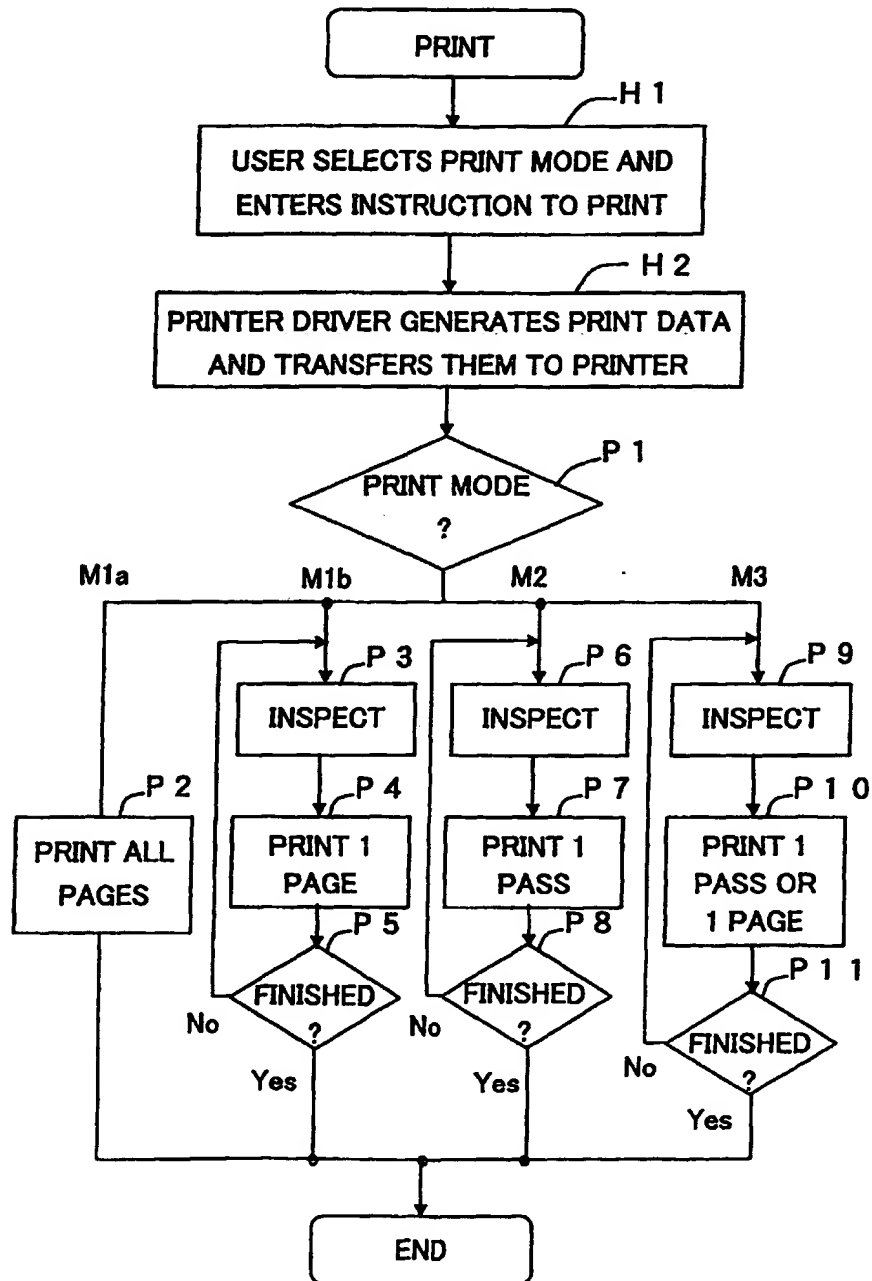 PRINT
H 1
USER SELECTS PRINT MODE AND
ENTERS INSTRUCTION TO PRINT
H 2
PRINTER DRIVER GENERATES PRINT DATA
AND TRANSFERS THEM TO PRINTER
P 1
PRINT MODE
?
M1a
M1b
M2
M3
P 3
INSPECT
P 6
INSPECT
P 9
INSPECT
P 2
PRINT ALL
PAGES
P 4
PRINT 1
PAGE
P 7
PRINT 1
PASS
P 1 0
PRINT 1
PASS OR
1 PAGE
P 5
FINISHED
?
No
Yes
P 8
FINISHED
?
No
Yes
P 1 1
FINISHED
?
No
Yes
END